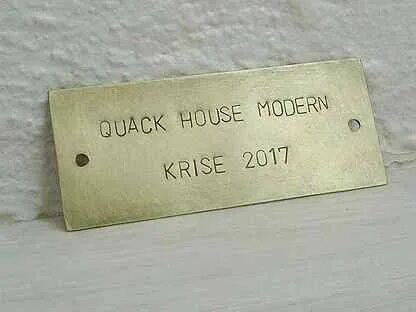 QUACK HOUSE MODERN
KRISE 2017